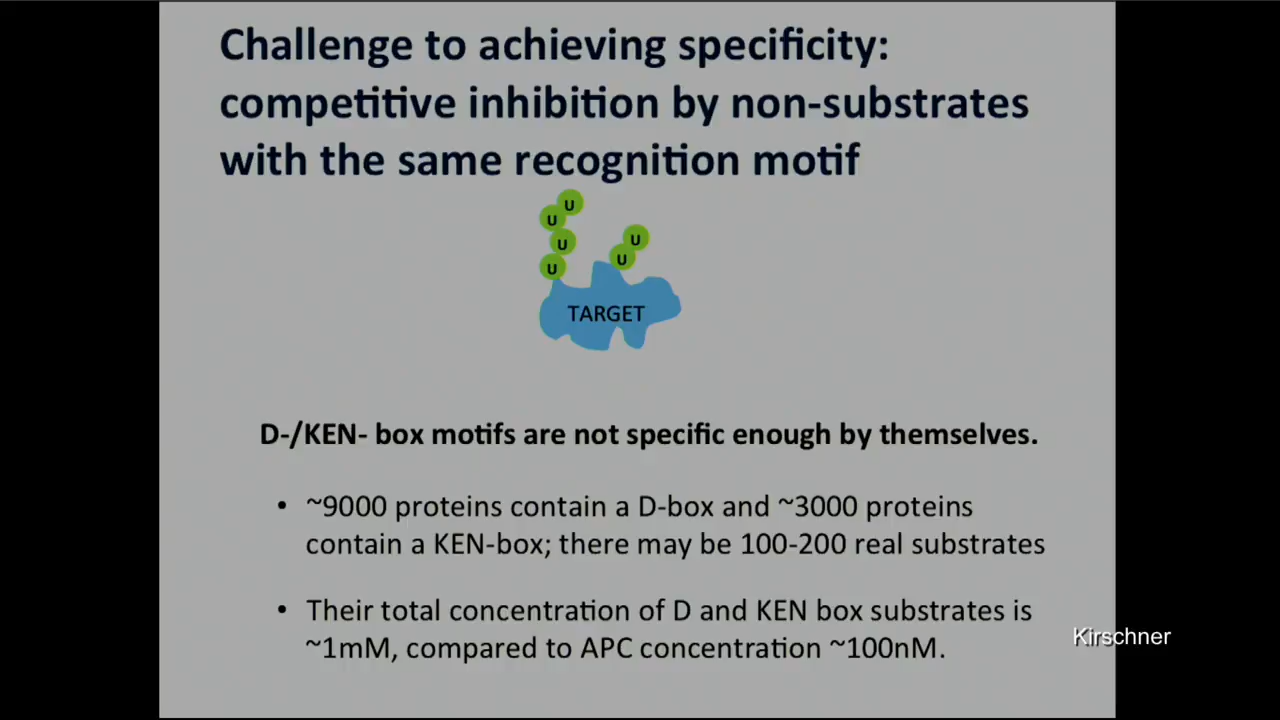 Challenge to achieving specificity:
competitive inhibition by non-substrates
with the same recognition motif
U
U
U
U
U
U
TARGET
D-/KEN- box motifs are not specific enough by themselves.
• ~9000 proteins contain a D-box and ~3000 proteins
contain a KEN-box; there may be 100-200 real substrates
• Their total concentration of D and KEN box substrates is
~1mM, compared to APC concentration ~100nM.
Kirschner